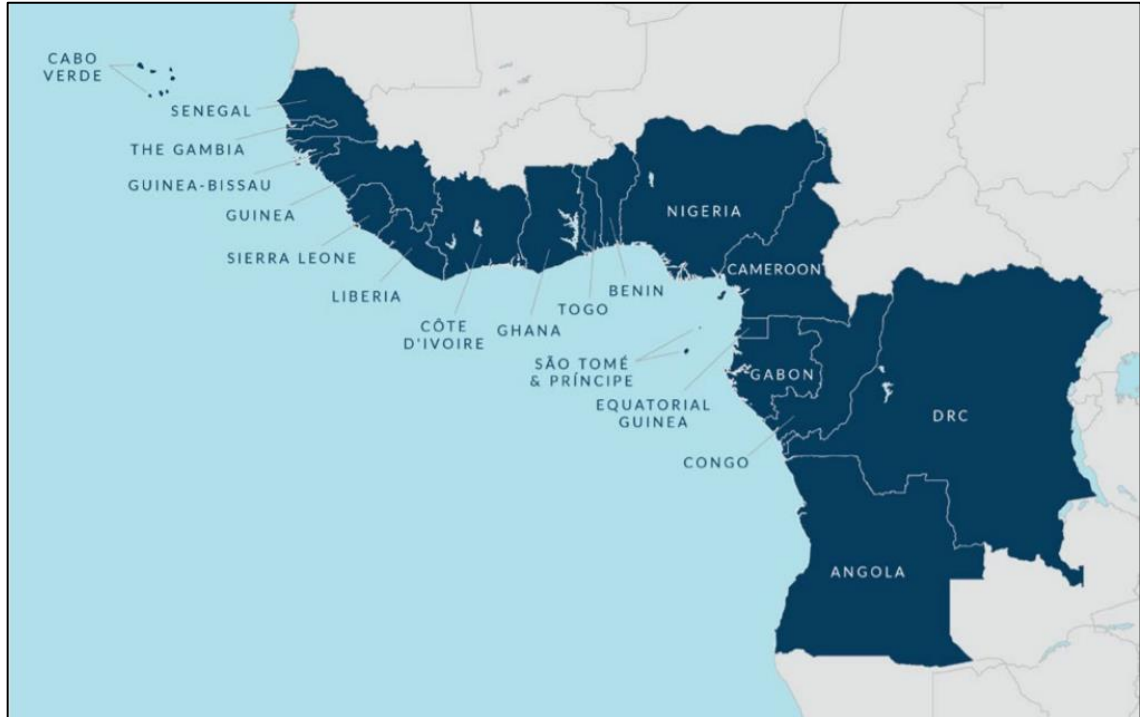 CABO
VERDE
SENEGAL
THE GAMBIA
GUINEA-BISSAU
GUINEA
SIERRA LEONE
LIBERIA
CÔTE
D'IVOIRE
GHANA
TOGO
BENIN
NIGERIA
CAMEROON
SÃO TOMÉ
& PRÍNCIPE
EQUATORIAL
GUINEA
GABON
CONGO
DRC
ANGOLA